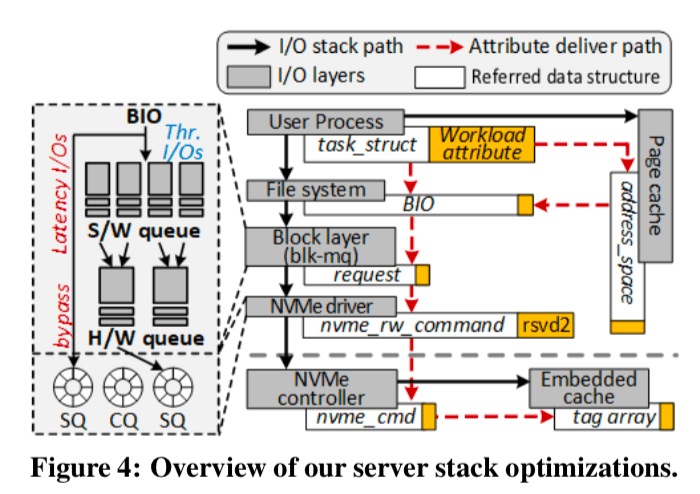 I/O stack path
Attribute deliver path
I/O layers
Referred data structure
BIO
Thr.
I/Os
Latency I/Os
bypass
S/W queue
H/W queue
SQ
CQ
SQ
User Process
task_struct
Workload
attribute
Page cache
File system
BIO
address_space
Block layer
(blk-mq)
request
NVMe driver
nvme_rw_command
rsvd2
NVMe
controller
nvme_cmd
Embedded
cache
tag array
Figure 4: Overview of our server stack optimizations.